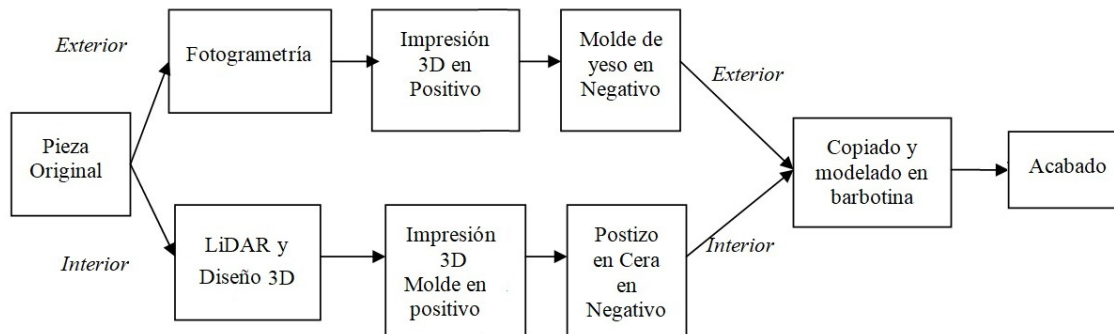 Exterior
Fotogrametría
Impresión
3D en
Positivo
Molde de
yeso en
Negativo
Exterior
Pieza
Original
Copiado y
modelado en
barbotina
Acabado
Interior
LiDAR y
Diseño 3D
Impresión
3D
Molde en
positivo
Postizo
en Cera
en
Negativo
Interior